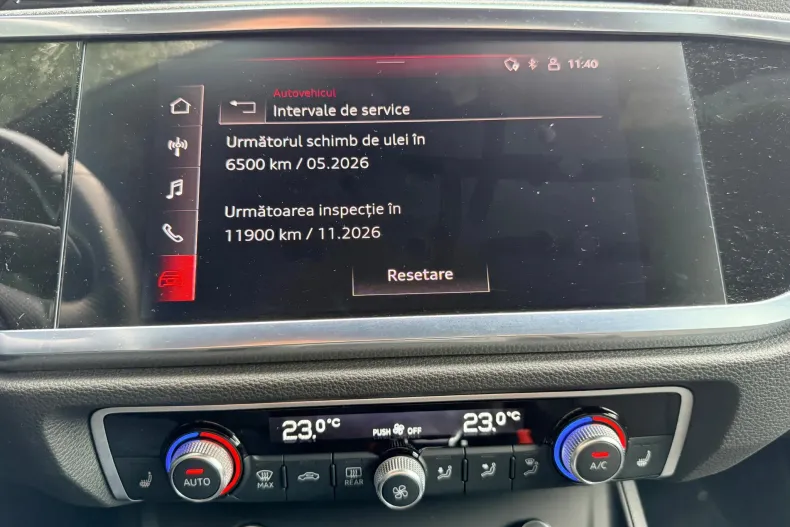 11:40
Autovehicul
Intervale de service
Următorul schimb de ulei în
6500 km / 05.2026
Următoarea inspecție în
11900 km / 11.2026
Resetare
23.0°C
PUSH OFF
23.0°C
AUTO
MAX
REAR
A/C